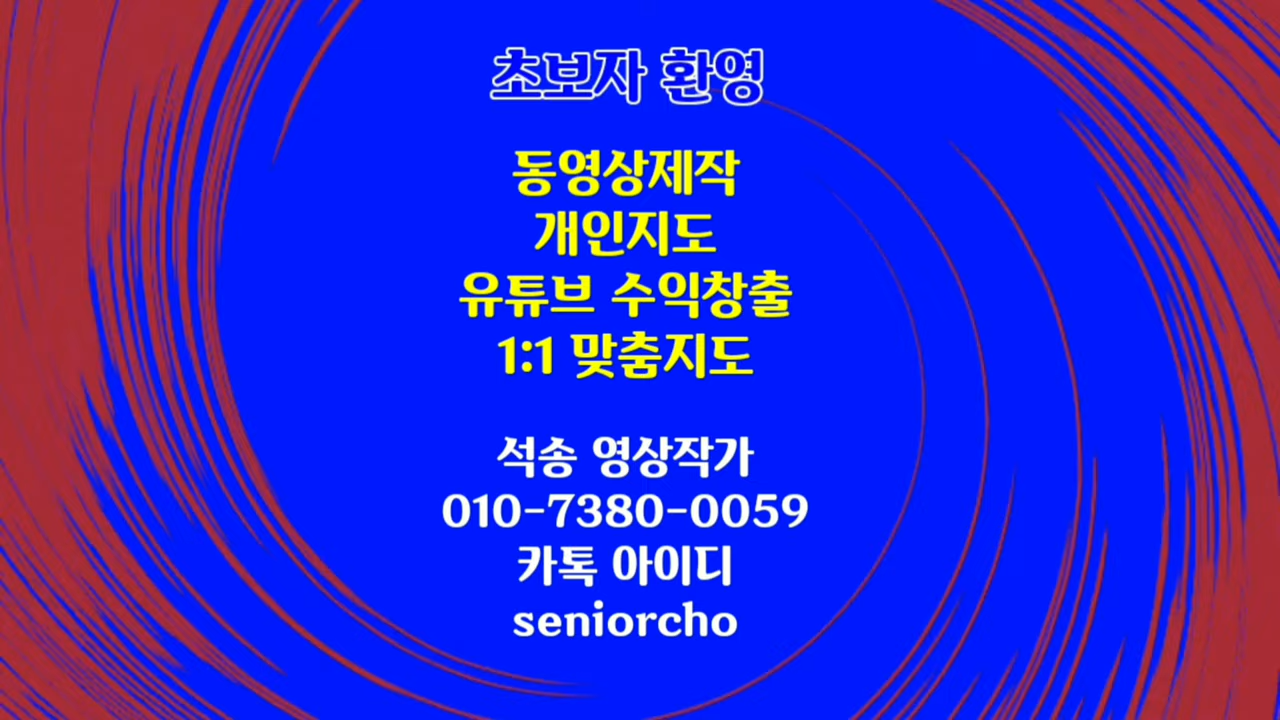 초보자 환영
동영상제작
개인지도
유튜브 수익창출
1:1 맞춤지도
석송 영상작가
010-7380-0059
카톡 아이디
seniorcho